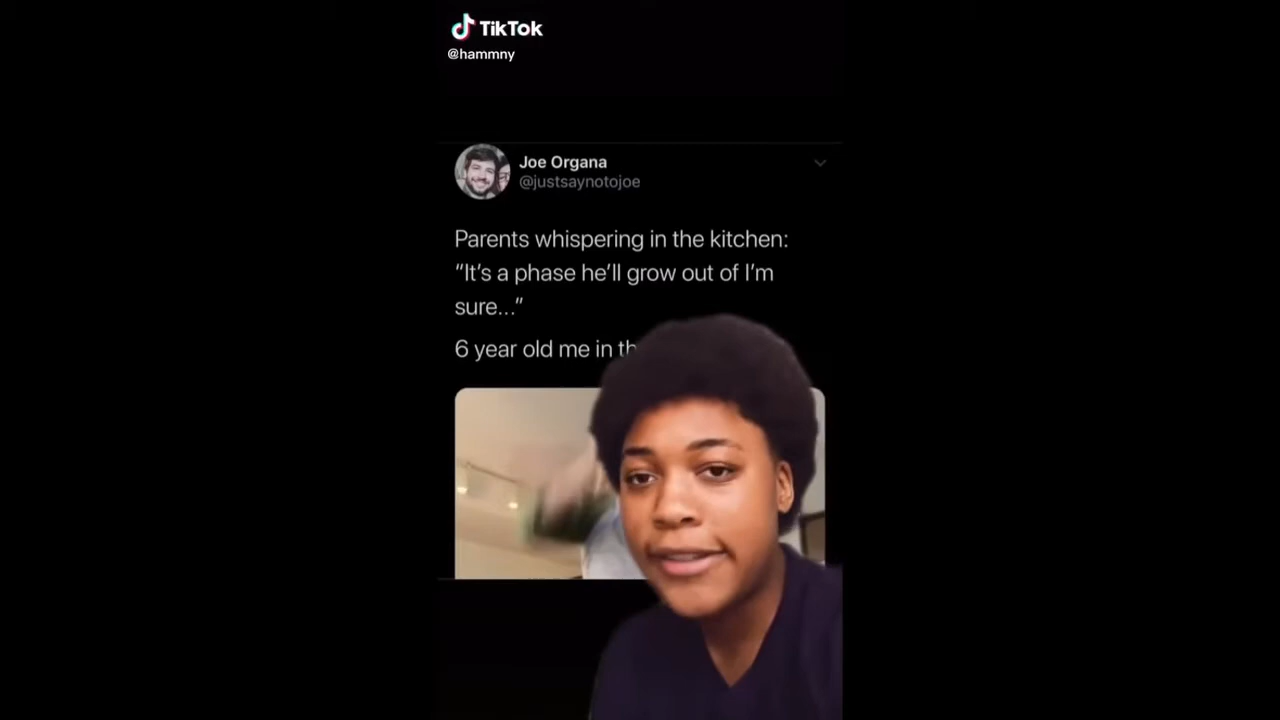 TikTok
@hammny
Joe Organa
@justsaynotojoe
Parents whispering in the kitchen:
“It’s a phase he’ll grow out of I’m
sure...”
6 year old me in